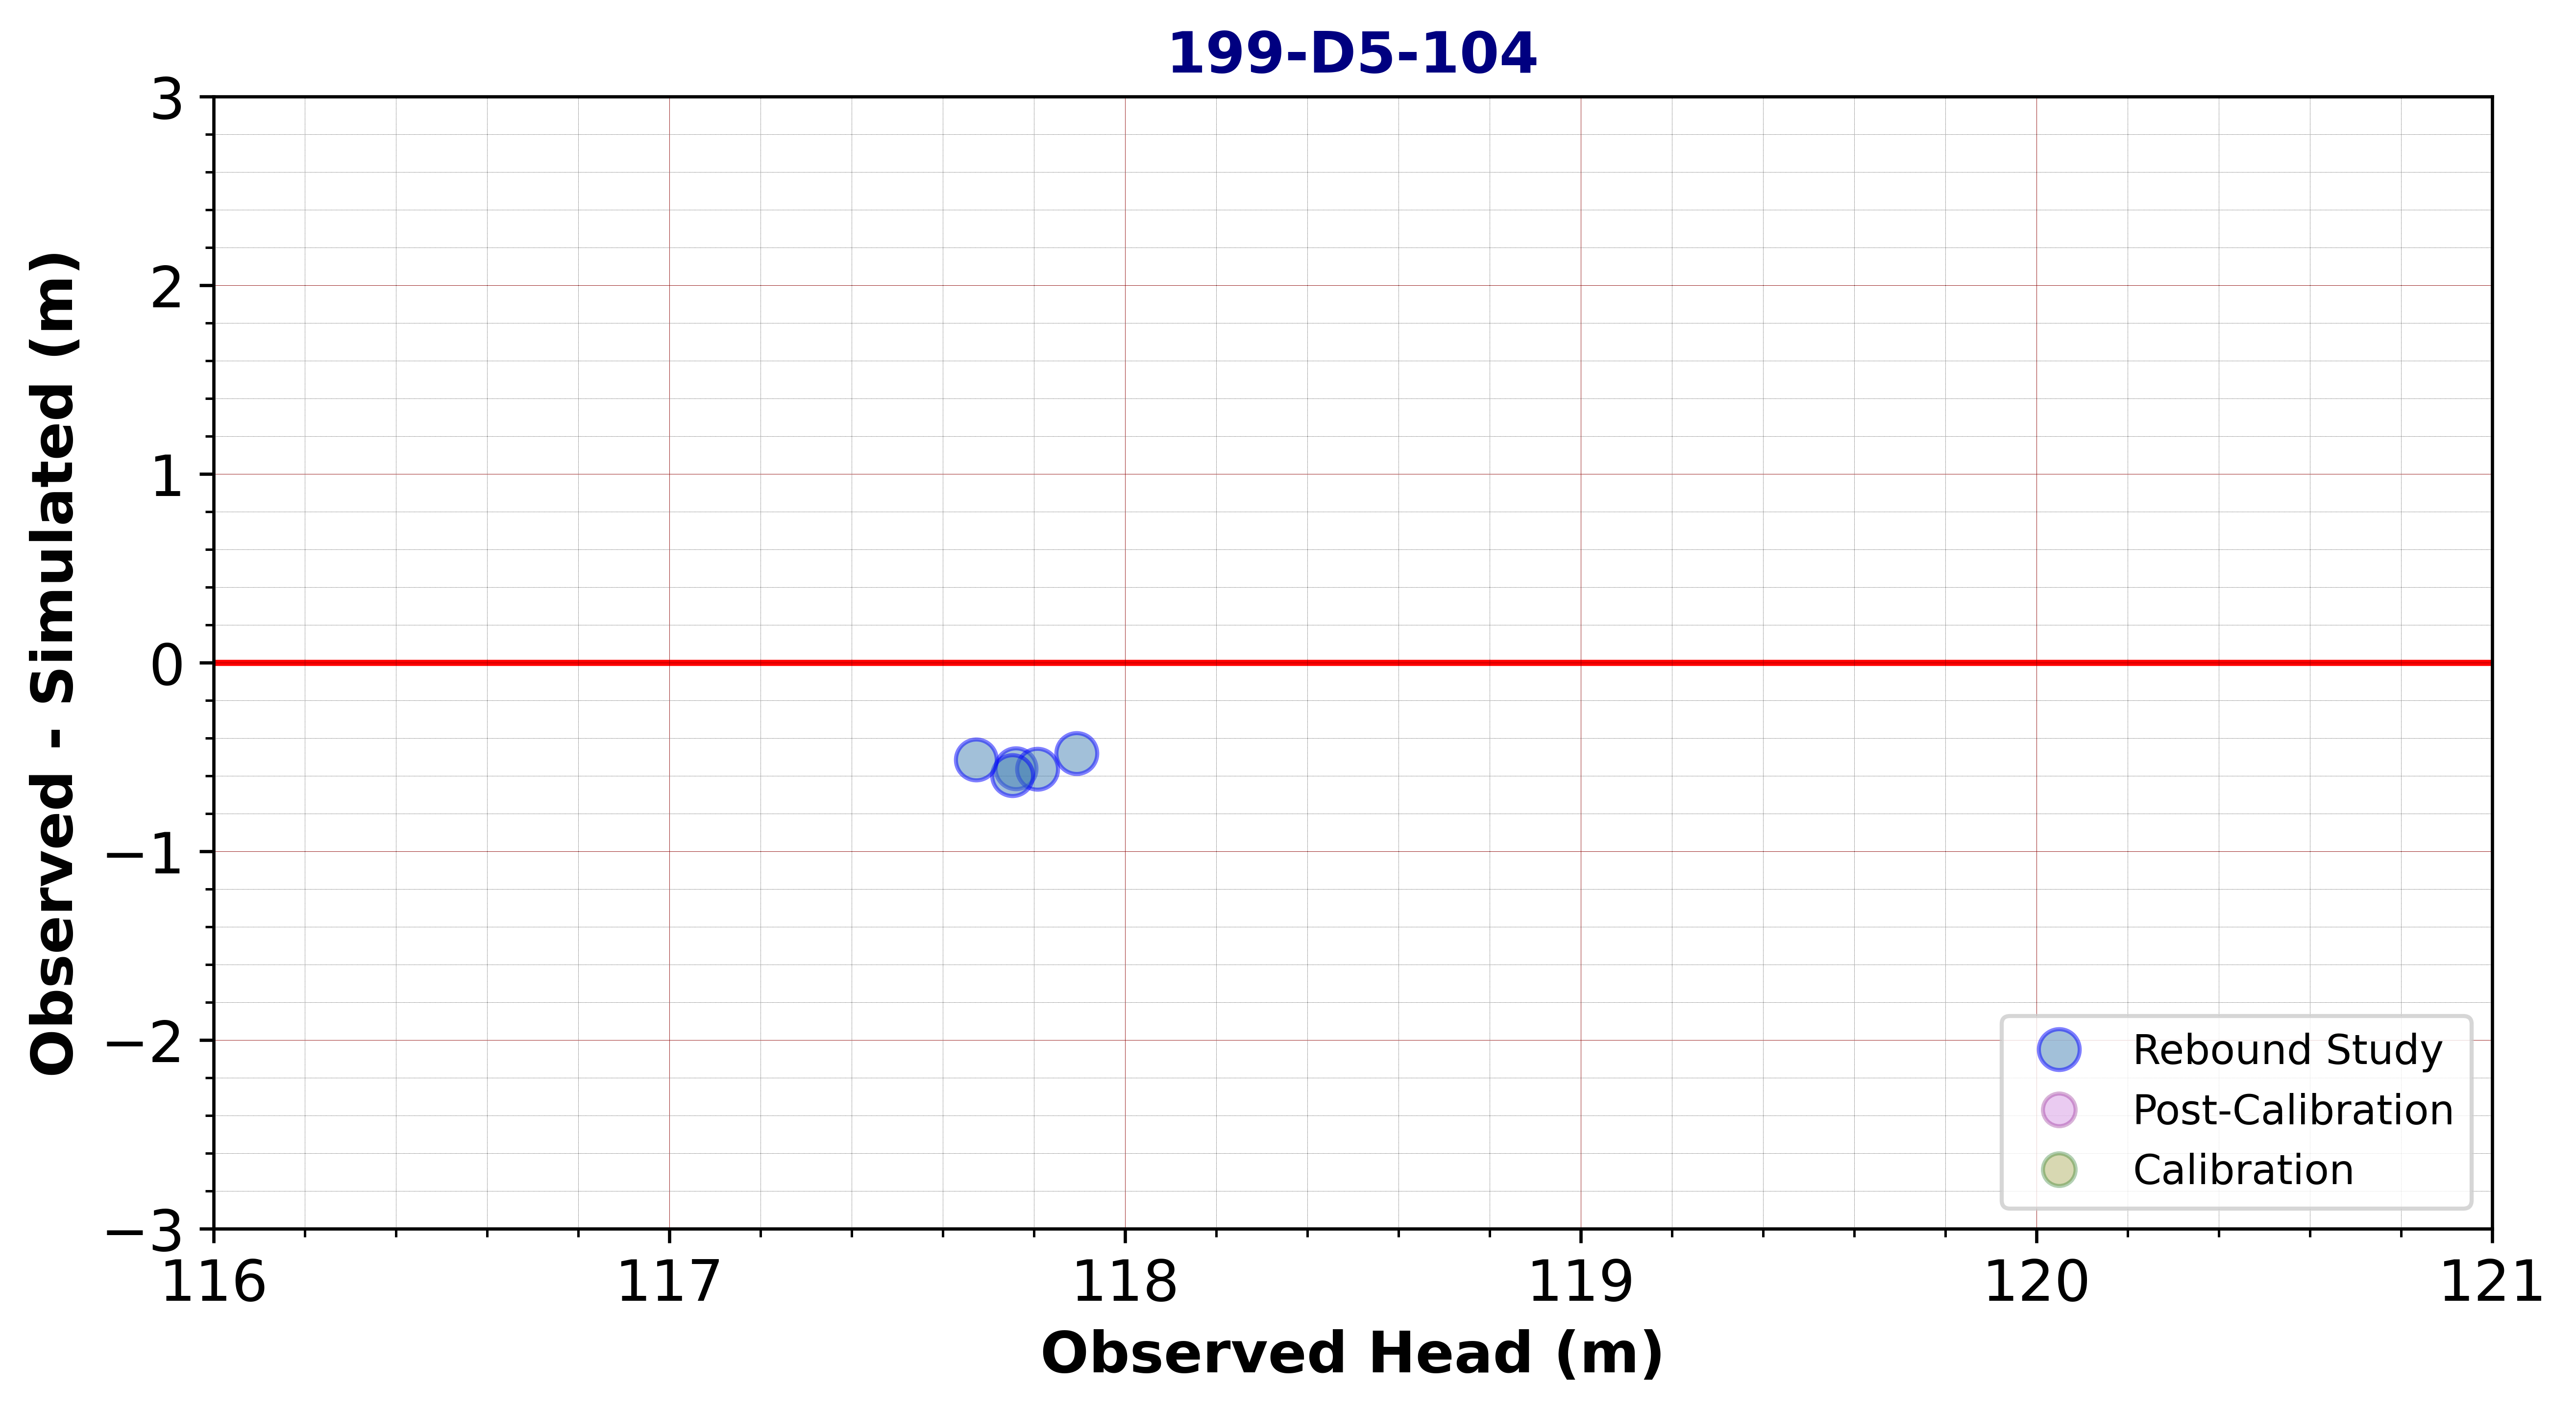 199-D5-104
3
2
1
0
−1
−2
−3
Observed - Simulated (m)
116 117 118 119 120 121
Observed Head (m)
Rebound Study
Post-Calibration
Calibration